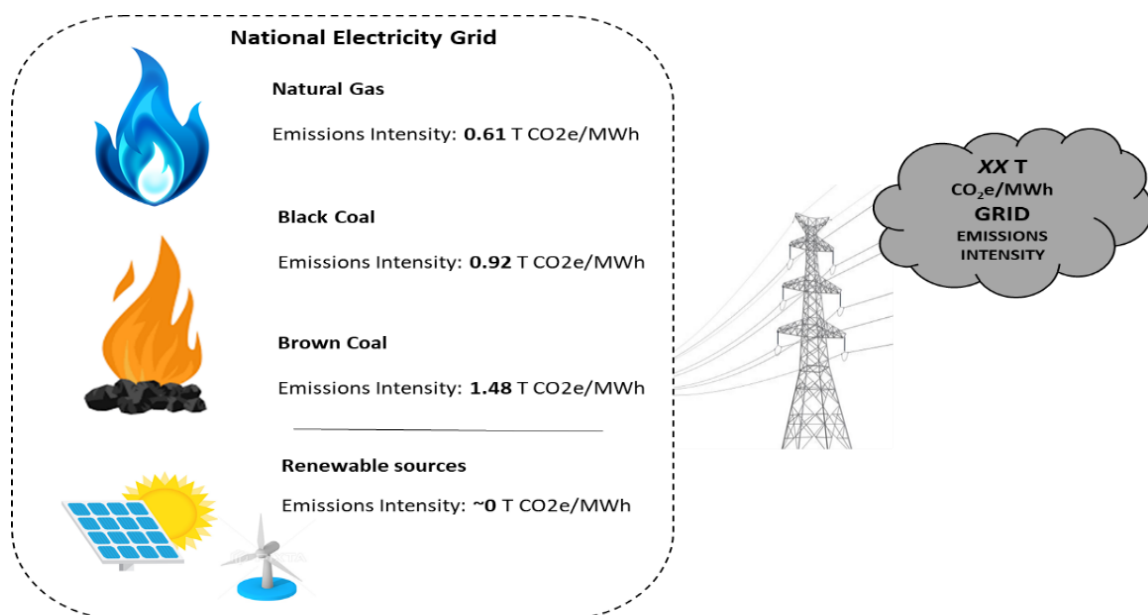 National Electricity Grid
Natural Gas
Emissions Intensity: 0.61 T CO2e/MWh
Black Coal
Emissions Intensity: 0.92 T CO2e/MWh
Brown Coal
Emissions Intensity: 1.48 T CO2e/MWh
Renewable sources
Emissions Intensity: ~0 T CO2e/MWh
XX T
CO₂e/MWh
GRID
EMISSIONS
INTENSITY